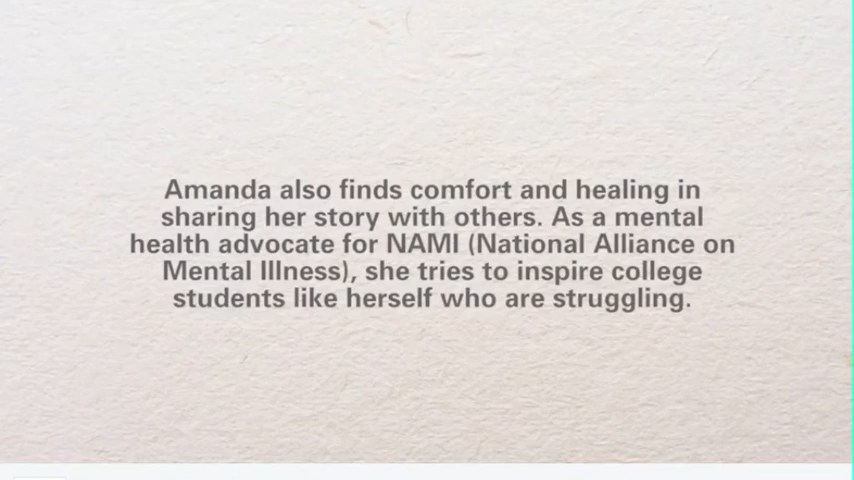 Amanda also finds comfort and healing in
sharing her story with others. As a mental
health advocate for NAMI (National Alliance on
Mental Illness), she tries to inspire college
students like herself who are struggling.